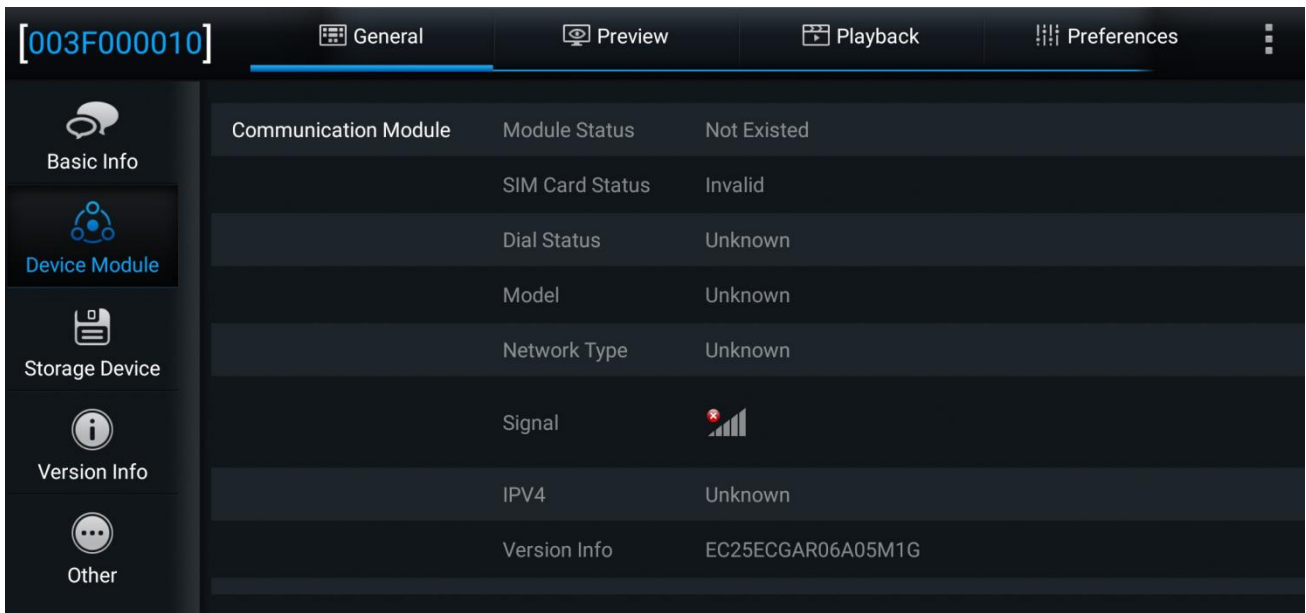 [003F000010]
General
Preview
Playback
Preferences
Basic Info
Device Module
Storage Device
Version Info
Other
Communication Module Module Status Not Existed
SIM Card Status Invalid
Dial Status Unknown
Model Unknown
Network Type Unknown
Signal
IPV4 Unknown
Version Info EC25ECGAR06A05M1G